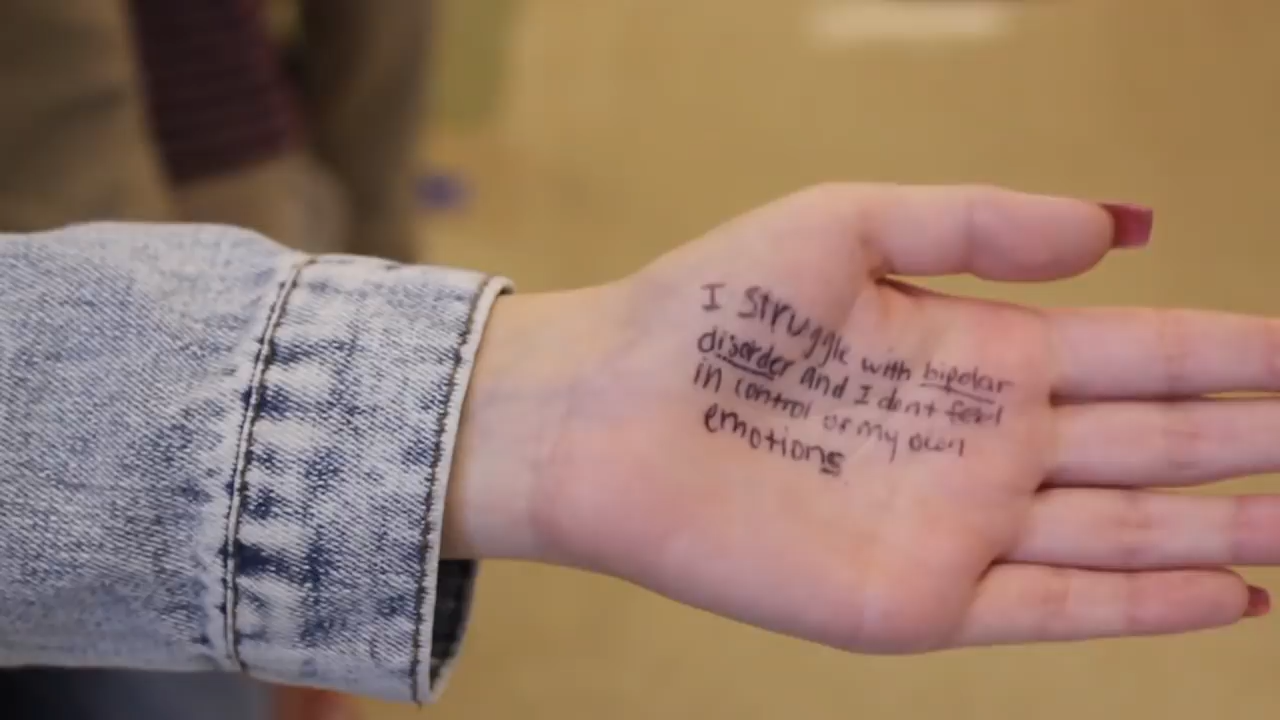 I struggle with bipolar
disorder and I dont feel
in control of my own
emotions.